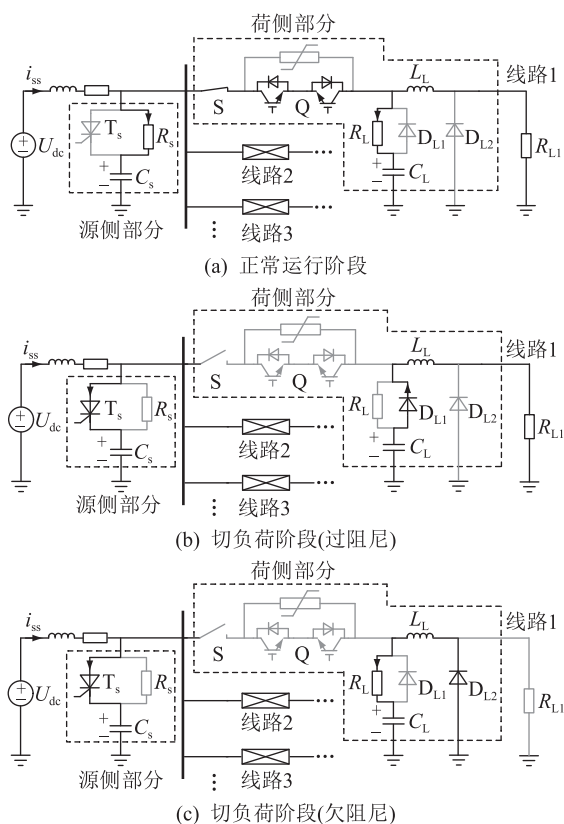 荷侧部分
i_ss
L_L
线路1
S
Q
T_s
R_s
R_L
D_L1
D_L2
R_L1
U_dc
+
−
C_s
+
−
C_L
线路2
...
源侧部分
线路3
...
⋮
(a) 正常运行阶段
荷侧部分
i_ss
L_L
线路1
S
Q
T_s
R_s
R_L
D_L1
D_L2
R_L1
U_dc
+
−
C_s
+
−
C_L
线路2
...
源侧部分
线路3
...
⋮
(b) 切负荷阶段(过阻尼)
荷侧部分
i_ss
L_L
线路1
S
Q
T_s
R_s
R_L
D_L1
D_L2
R_L1
U_dc
+
−
C_s
+
−
C_L
线路2
...
源侧部分
线路3
...
⋮
(c) 切负荷阶段(欠阻尼)